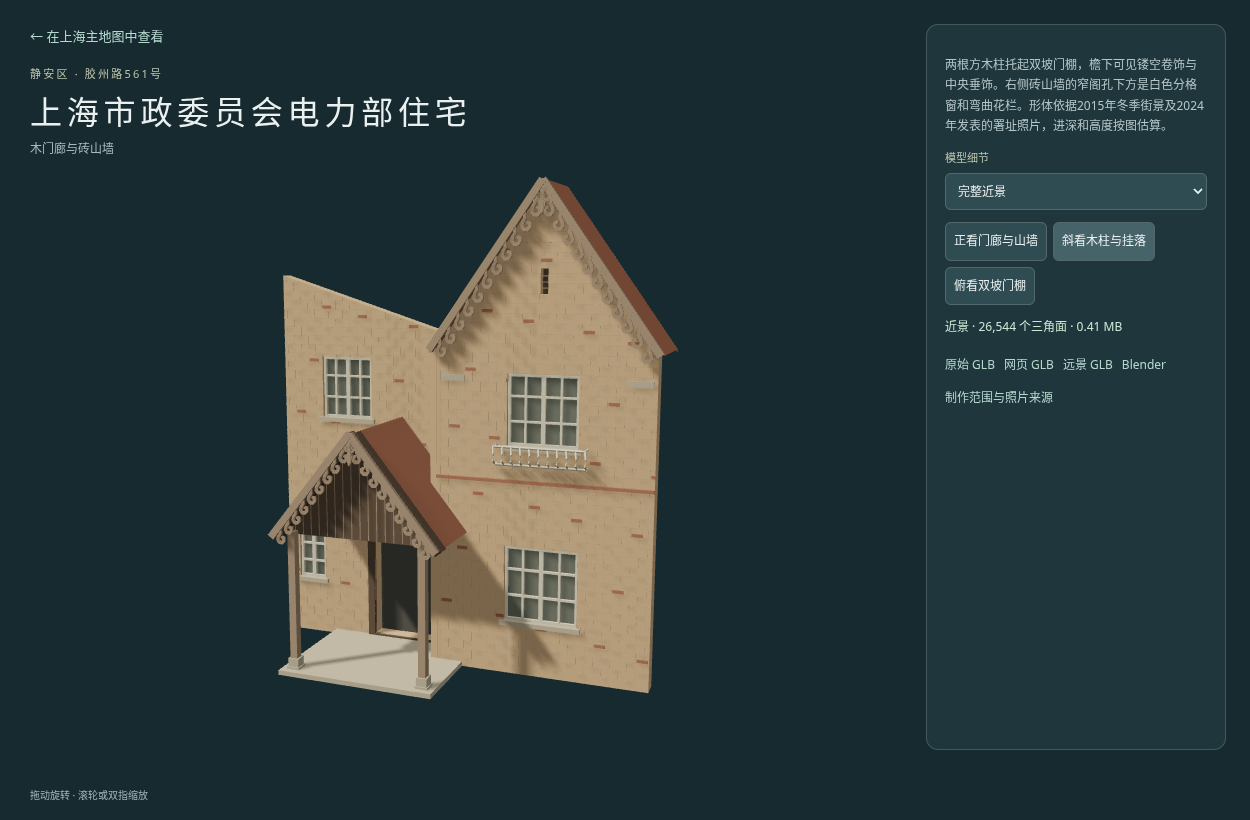 ← 在上海主地图中查看
静安区 · 胶州路561号
上海市政委员会电力部住宅
木门廊与砖山墙
两根方木柱托起双坡门棚，檐下可见镂空卷饰与
中央垂饰。右侧砖山墙的窄阁孔下方是白色分格
窗和弯曲花栏。形体依据2015年冬季街景及2024
年发表的署址照片，进深和高度按图估算。
模型细节
完整近景
正看门廊与山墙
斜看木柱与挂落
俯看双坡门棚
近景 · 26,544 个三角面 · 0.41 MB
原始 GLB 网页 GLB 远景 GLB Blender
制作范围与照片来源
拖动旋转 · 滚轮或双指缩放